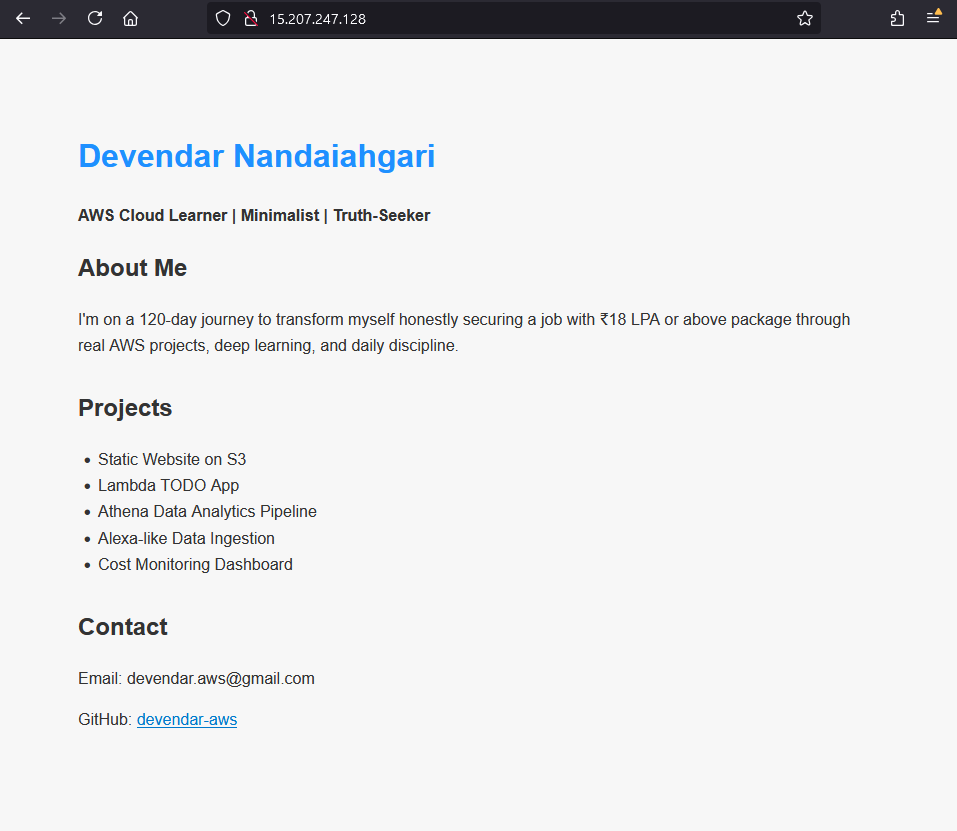 15.207.247.128
Devendar Nandaiahgari
AWS Cloud Learner | Minimalist | Truth-Seeker
About Me
I'm on a 120-day journey to transform myself honestly securing a job with ₹18 LPA or above package through
real AWS projects, deep learning, and daily discipline.
Projects
• Static Website on S3
• Lambda TODO App
• Athena Data Analytics Pipeline
• Alexa-like Data Ingestion
• Cost Monitoring Dashboard
Contact
Email: devendar.aws@gmail.com
GitHub: devendar-aws